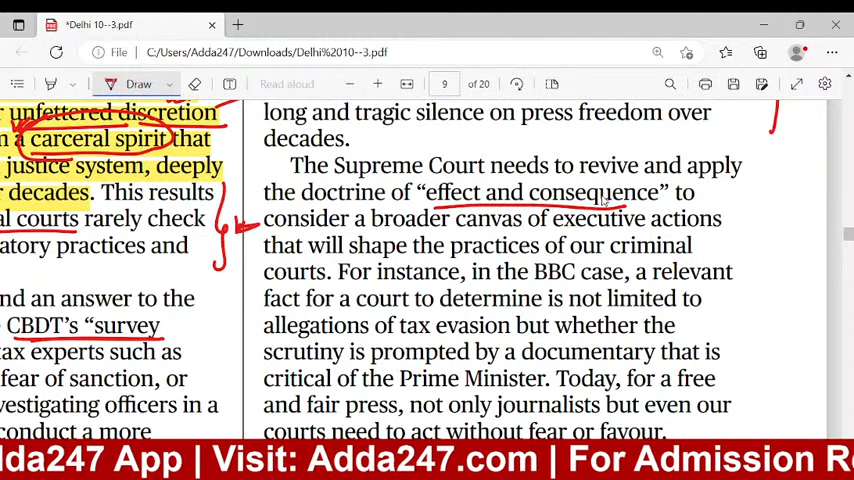 *Delhi 10--3.pdf
File C:/Users/Adda247/Downloads/Delhi%2010--3.pdf
Draw Read aloud 9 of 20
unfettered discretion
a carceral spirit that
justice system, deeply
decades. This results
courts rarely check
atory practices and
nd an answer to the
CBDT's "survey
tax experts such as
fear of sanction, or
vestigating officers in a
conduct a more
long and tragic silence on press freedom over
decades.
The Supreme Court needs to revive and apply
the doctrine of "effect and consequence" to
consider a broader canvas of executive actions
that will shape the practices of our criminal
courts. For instance, in the BBC case, a relevant
fact for a court to determine is not limited to
allegations of tax evasion but whether the
scrutiny is prompted by a documentary that is
critical of the Prime Minister. Today, for a free
and fair press, not only journalists but even our
courts need to act without fear or favour.
dda247 App | Visit: Adda247.com | For Admission Re